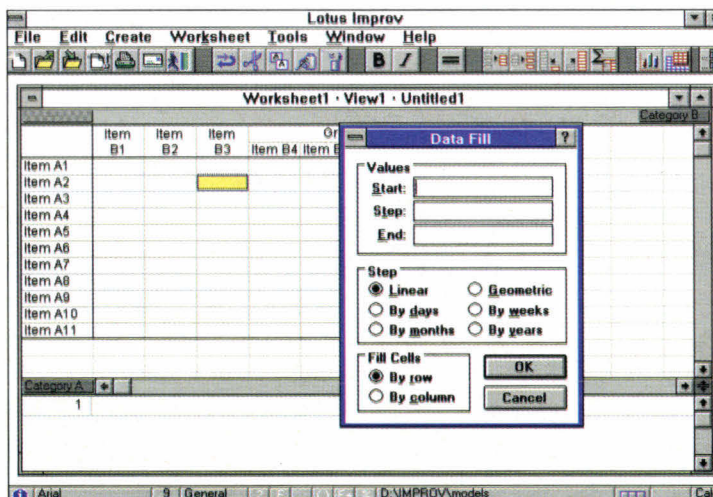 Lotus Improv
File Edit Create Worksheet Tools Window Help
B I = Σ
Worksheet1 · View1 · Untitled1
Category B
Item B1 Item B2 Item B3 Item B4
Item A1
Item A2
Item A3
Item A4
Item A5
Item A6
Item A7
Item A8
Item A9
Item A10
Item A11
Category A
1
Data Fill ?
Values
Start:
Step:
End:
Step
Linear Geometric
By days By weeks
By months By years
Fill Cells
By row
By column
OK
Cancel
Arial 9 General D:\IMPROV\models